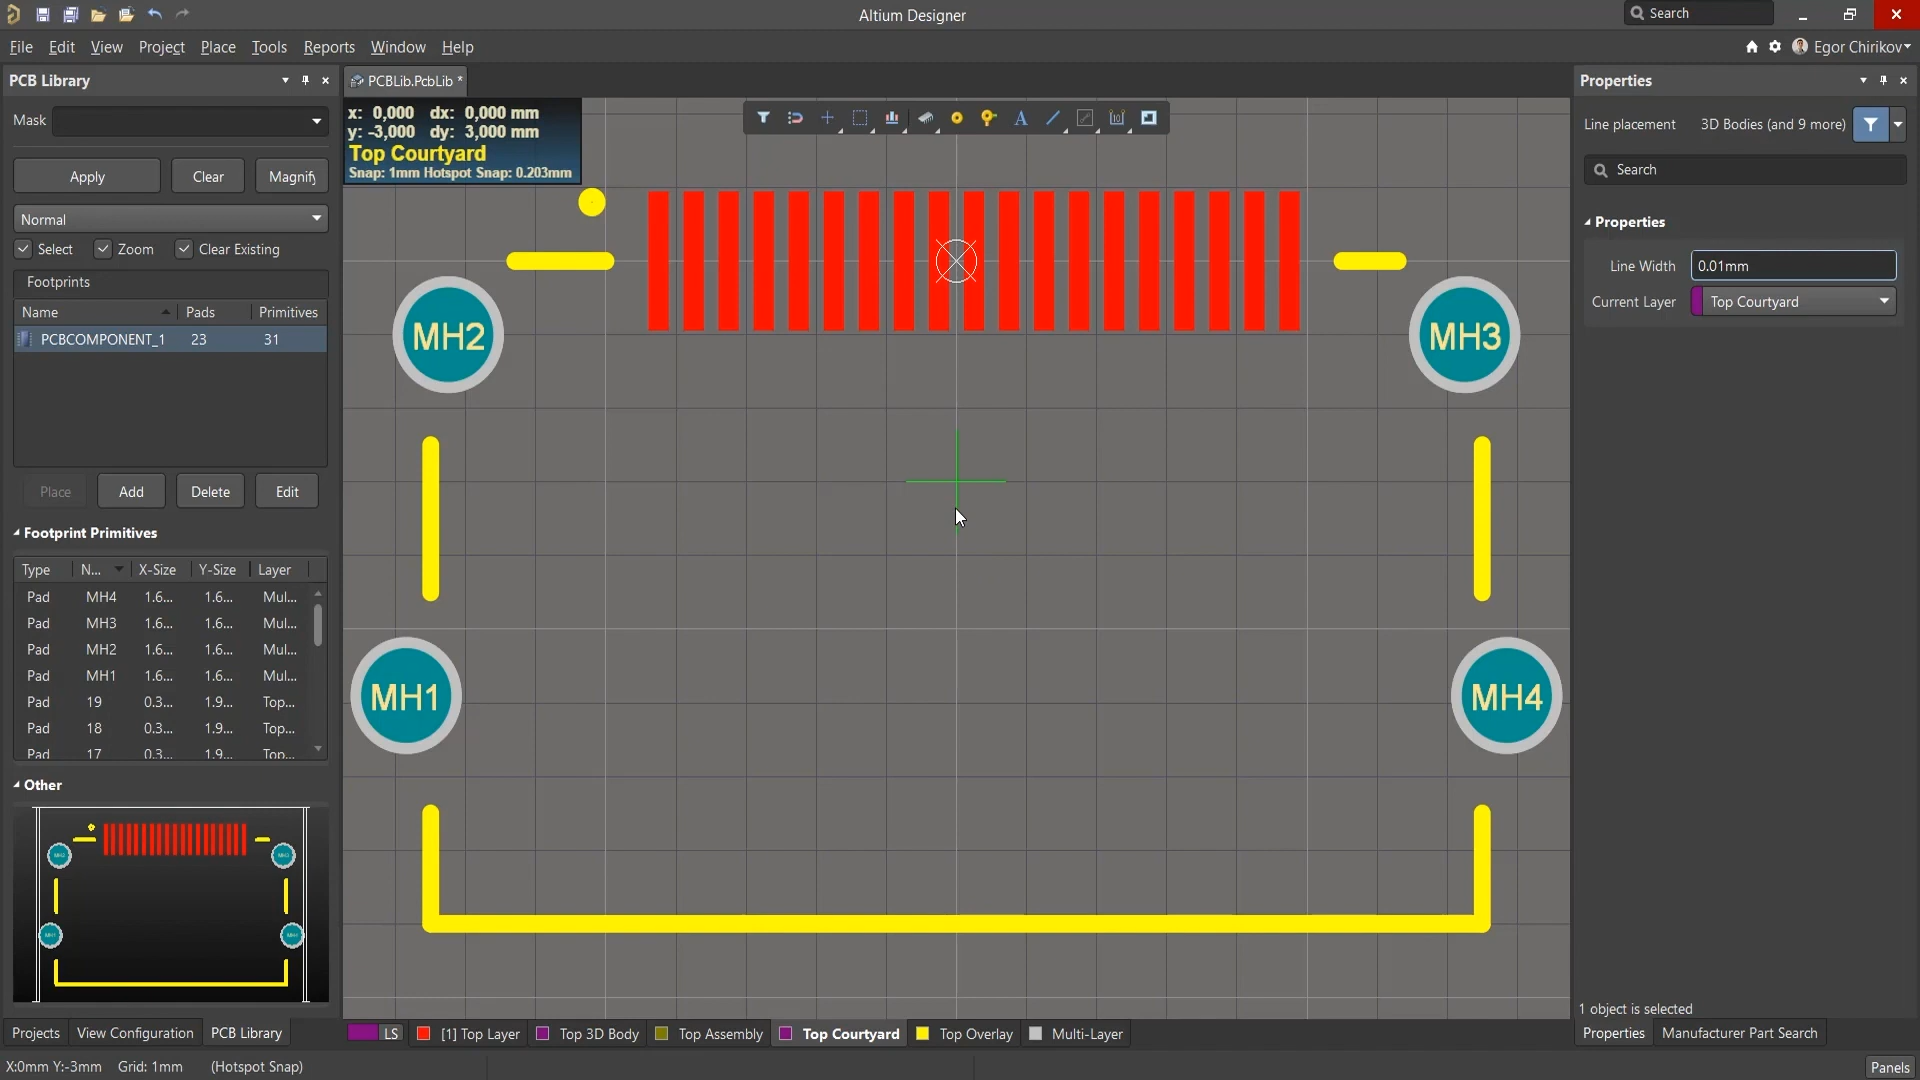 Altium Designer
Search
File Edit View Project Place Tools Reports Window Help
Egor Chirikov
PCB Library
Mask
Apply Clear Magnify
Normal
Select Zoom Clear Existing
Footprints
Name Pads Primitives
PCBCOMPONENT_1 23 31
Place Add Delete Edit
Footprint Primitives
Type N... X-Size Y-Size Layer
Pad MH4 1.6... 1.6... Mul...
Pad MH3 1.6... 1.6... Mul...
Pad MH2 1.6... 1.6... Mul...
Pad MH1 1.6... 1.6... Mul...
Pad 19 0.3... 1.9... Top...
Pad 18 0.3... 1.9... Top...
Pad 17 0.3... 1.9... Top...
Other
Projects View Configuration PCB Library
PCBLib.PcbLib *
x: 0,000 dx: 0,000 mm
y: -3,000 dy: 3,000 mm
Top Courtyard
Snap: 1mm Hotspot Snap: 0.203mm
MH2
MH3
MH1
MH4
LS [1] Top Layer Top 3D Body Top Assembly Top Courtyard Top Overlay Multi-Layer
Properties
Line placement 3D Bodies (and 9 more)
Search
Properties
Line Width 0.01mm
Current Layer Top Courtyard
1 object is selected
Properties Manufacturer Part Search
X:0mm Y:-3mm Grid: 1mm (Hotspot Snap)
Panels